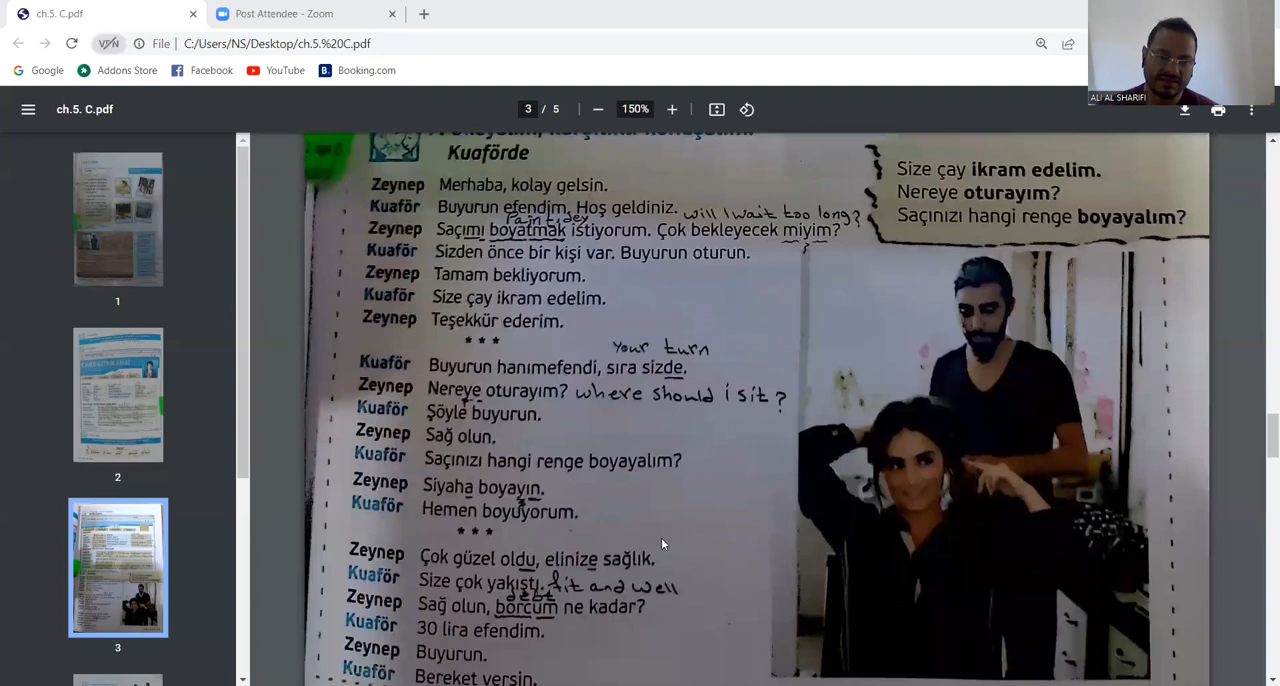 ch.5. C.pdf
Post Attendee - Zoom
VPN
File
C:/Users/NS/Desktop/ch.5.%20C.pdf
Google
Addons Store
Facebook
YouTube
B.
Booking.com
ALI AL SHARIFI
ch.5. C.pdf
3 / 5
150%
1
2
3
Kuaförde
Zeynep Merhaba, kolay gelsin.
Kuaför Buyurun efendim. Hoş geldiniz. will I wait too long?
Zeynep Saçımı boyatmak istiyorum. Çok bekleyecek miyim?
Kuaför Sizden önce bir kişi var. Buyurun oturun.
Zeynep Tamam bekliyorum.
Kuaför Size çay ikram edelim.
Zeynep Teşekkür ederim.
* * *
your turn
Kuaför Buyurun hanımefendi, sıra sizde.
Zeynep Nereye oturayım? where should i sit?
Kuaför Şöyle buyurun.
Zeynep Sağ olun.
Kuaför Saçınızı hangi renge boyayalım?
Zeynep Siyaha boyayın.
Kuaför Hemen boyuyorum.
* * *
Zeynep Çok güzel oldu, elinize sağlık.
Kuaför Size çok yakıştı. fit and well
debt
Zeynep Sağ olun, borcum ne kadar?
Kuaför 30 lira efendim.
Zeynep Buyurun.
Kuaför Bereket versin.
Size çay ikram edelim.
Nereye oturayım?
Saçınızı hangi renge boyayalım?